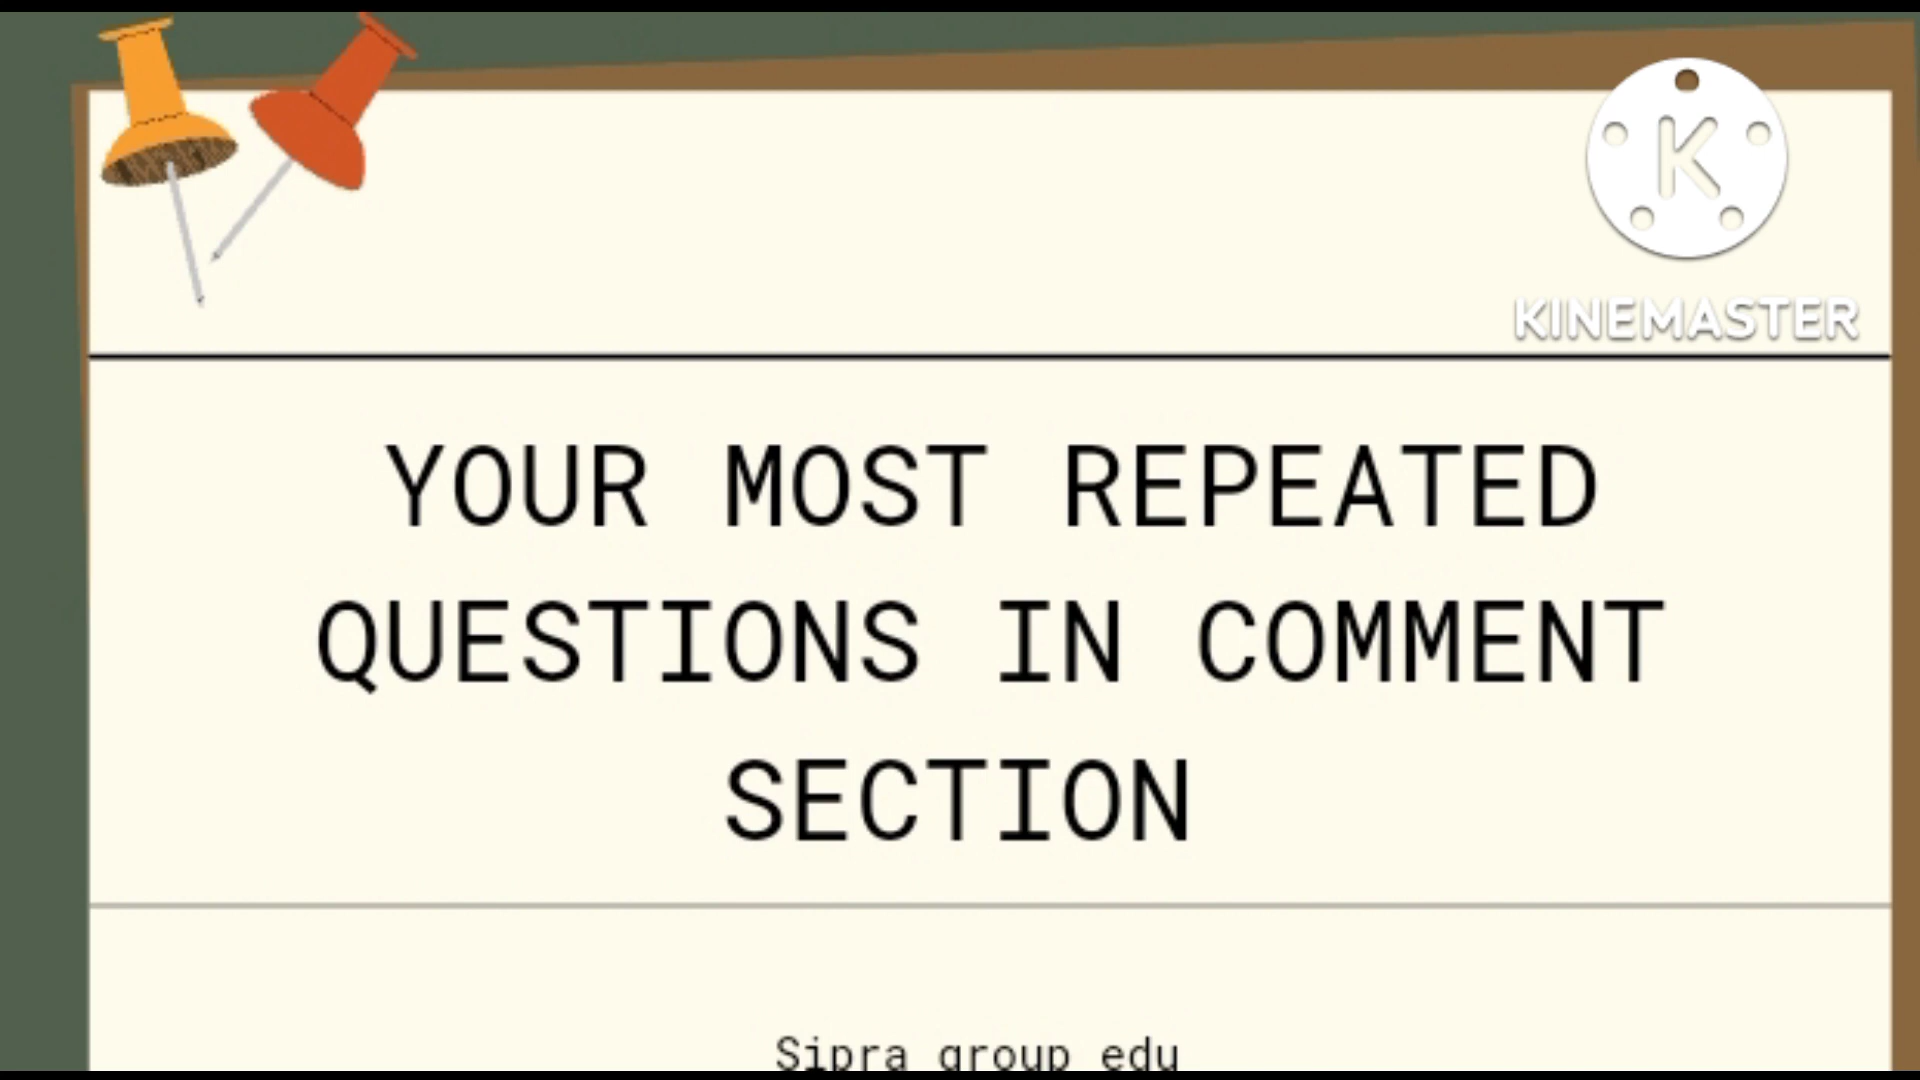 K
KINEMASTER
YOUR MOST REPEATED
QUESTIONS IN COMMENT
SECTION
Sipra group edu